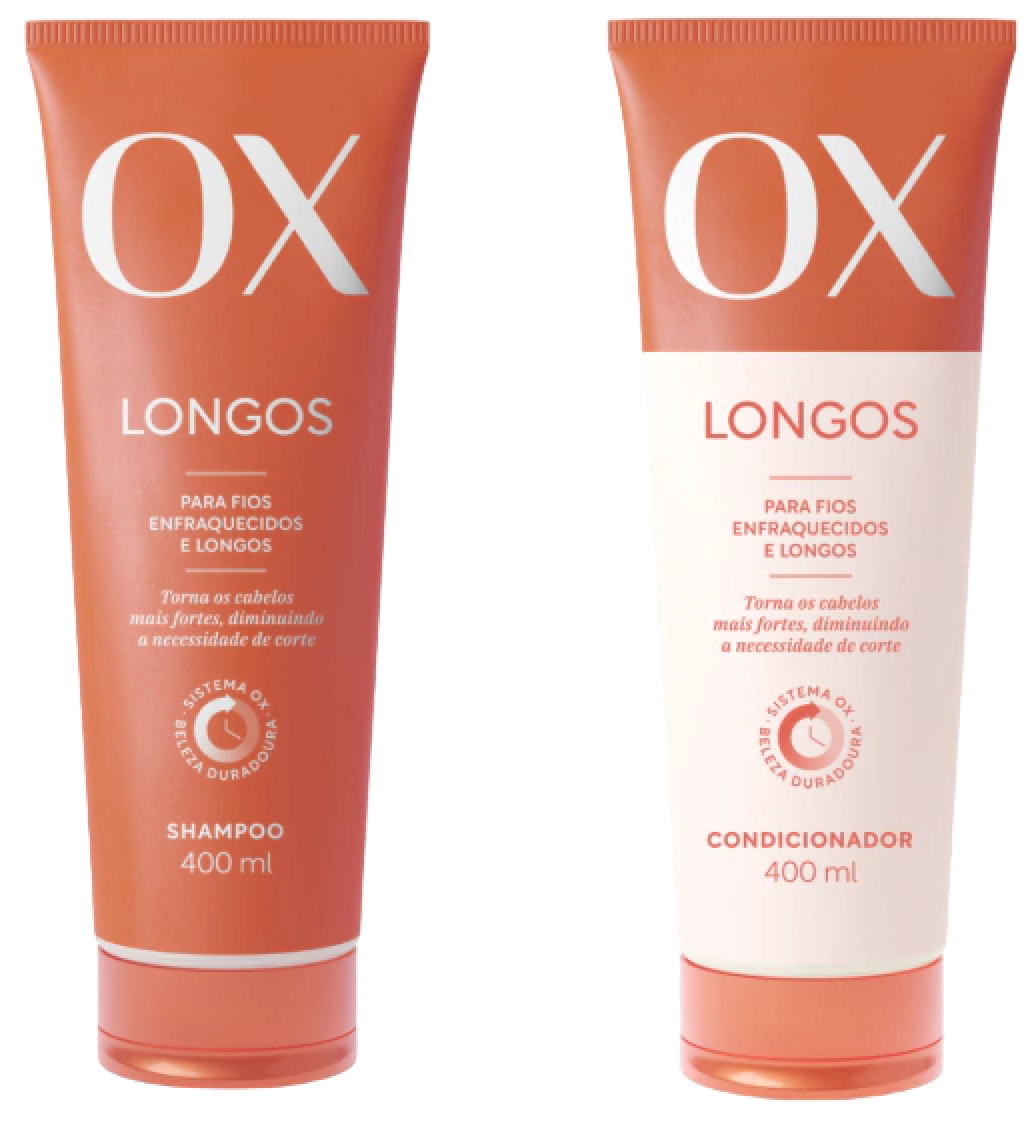 OX
LONGOS
PARA FIOS
ENFRAQUECIDOS
E LONGOS
Torna os cabelos
mais fortes, diminuindo
a necessidade de corte
SISTEMA OX
BELEZA DURADOURA
SHAMPOO
400 ml
OX
LONGOS
PARA FIOS
ENFRAQUECIDOS
E LONGOS
Torna os cabelos
mais fortes, diminuindo
a necessidade de corte
SISTEMA OX
BELEZA DURADOURA
CONDICIONADOR
400 ml